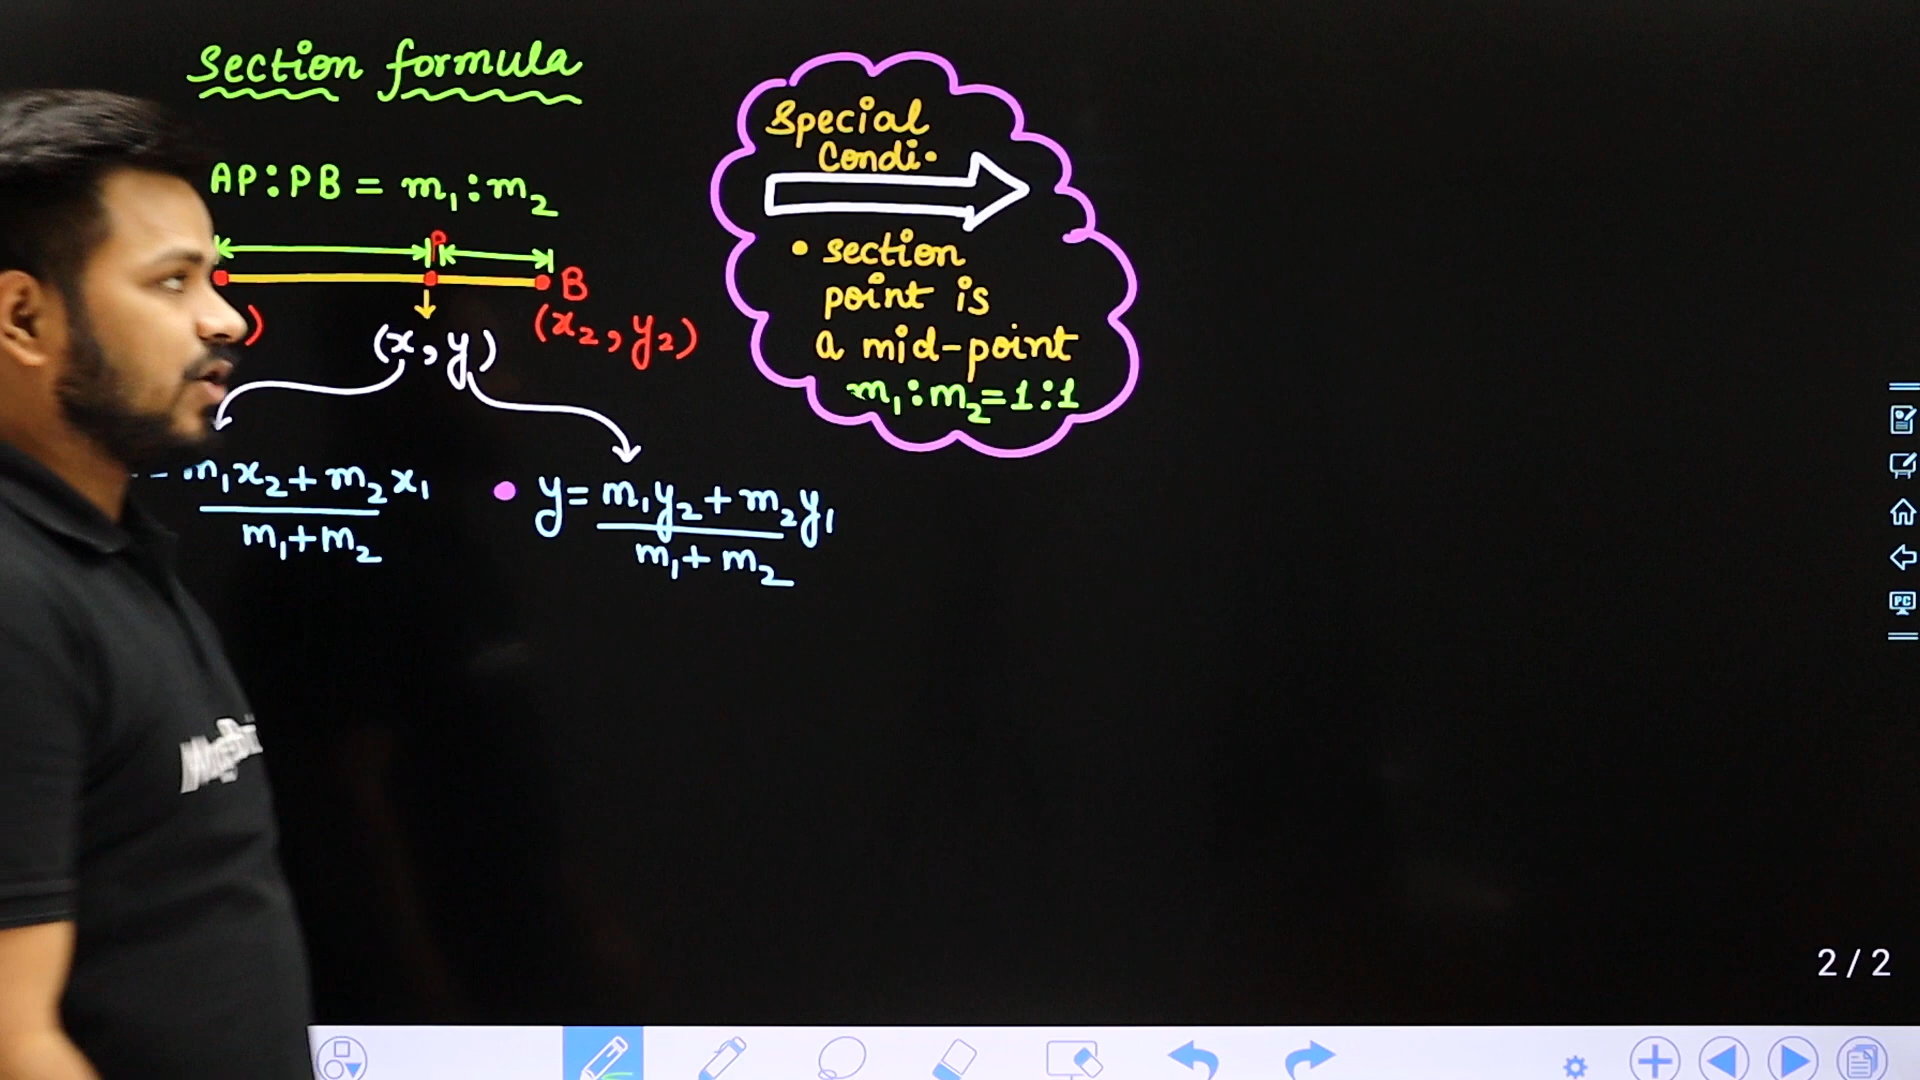 Section formula
AP:PB = m₁:m₂
P
B
)
(x, y)
(x₂, y₂)
m₁x₂ + m₂x₁
m₁+m₂
• y = m₁y₂ + m₂y₁
m₁+ m₂
Special
Condi.
• section
point is
a mid-point
m₁:m₂=1:1
PC
2 / 2